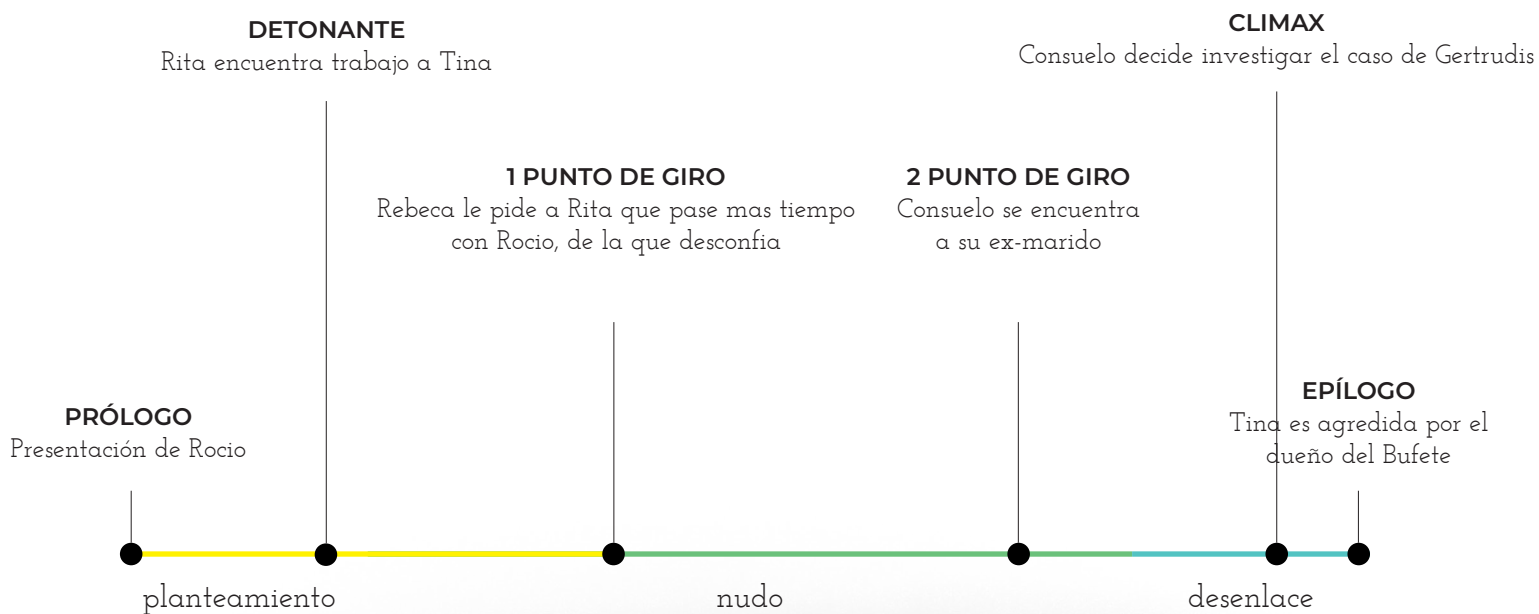 DETONANTE
Rita encuentra trabajo a Tina
CLIMAX
Consuelo decide investigar el caso de Gertrudis
1 PUNTO DE GIRO
Rebeca le pide a Rita que pase mas tiempo
con Rocio, de la que desconfia
2 PUNTO DE GIRO
Consuelo se encuentra
a su ex-marido
PRÓLOGO
Presentación de Rocio
EPÍLOGO
Tina es agredida por el
dueño del Bufete
planteamiento
nudo
desenlace